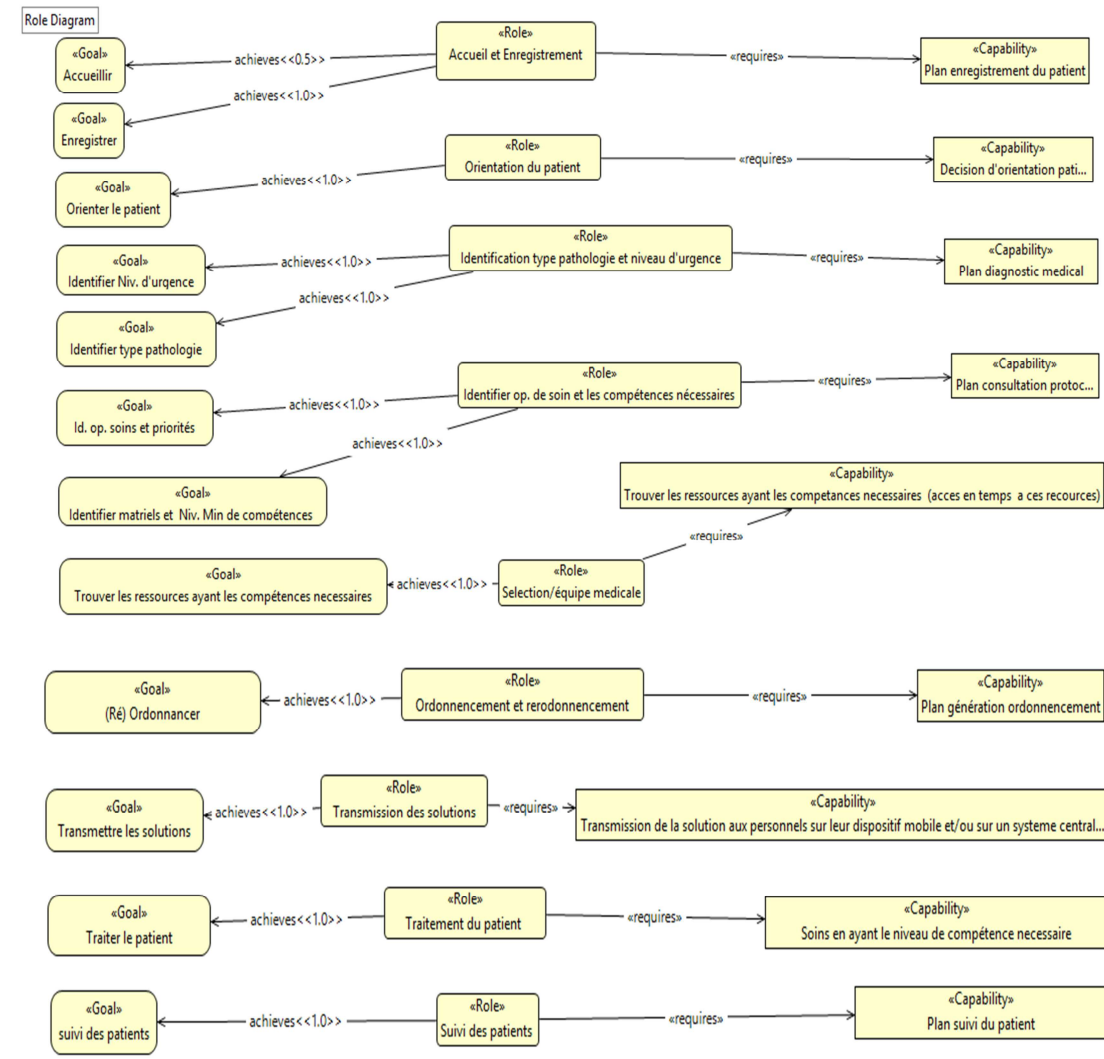 Role Diagram
«Goal»
Accueillir
achieves<<0.5>>
«Role»
Accueil et Enregistrement
«requires»
«Capability»
Plan enregistrement du patient
achieves<<1.0>>
«Goal»
Enregistrer
«Role»
Orientation du patient
«requires»
«Capability»
Decision d'orientation pati...
achieves<<1.0>>
«Goal»
Orienter le patient
«Role»
Identification type pathologie et niveau d'urgence
«requires»
«Capability»
Plan diagnostic medical
achieves<<1.0>>
«Goal»
Identifier Niv. d'urgence
achieves<<1.0>>
«Goal»
Identifier type pathologie
«Role»
Identifier op. de soin et les compétences nécessaires
«requires»
«Capability»
Plan consultation protoc...
achieves<<1.0>>
«Goal»
Id. op. soins et priorités
achieves<<1.0>>
«Goal»
Identifier matriels et Niv. Min de compétences
«Capability»
Trouver les ressources ayant les competances necessaires (acces en temps a ces recources)
«requires»
«Goal»
Trouver les ressources ayant les compétences necessaires
achieves<<1.0>>
«Role»
Selection/équipe medicale
«Goal»
(Ré) Ordonnancer
achieves<<1.0>>
«Role»
Ordonnencement et rerodonnencement
«requires»
«Capability»
Plan génération ordonnencement
«Goal»
Transmettre les solutions
achieves<<1.0>>
«Role»
Transmission des solutions
«requires»
«Capability»
Transmission de la solution aux personnels sur leur dispositif mobile et/ou sur un systeme central...
«Goal»
Traiter le patient
achieves<<1.0>>
«Role»
Traitement du patient
«requires»
«Capability»
Soins en ayant le niveau de compétence necessaire
«Goal»
suivi des patients
achieves<<1.0>>
«Role»
Suivi des patients
«requires»
«Capability»
Plan suivi du patient